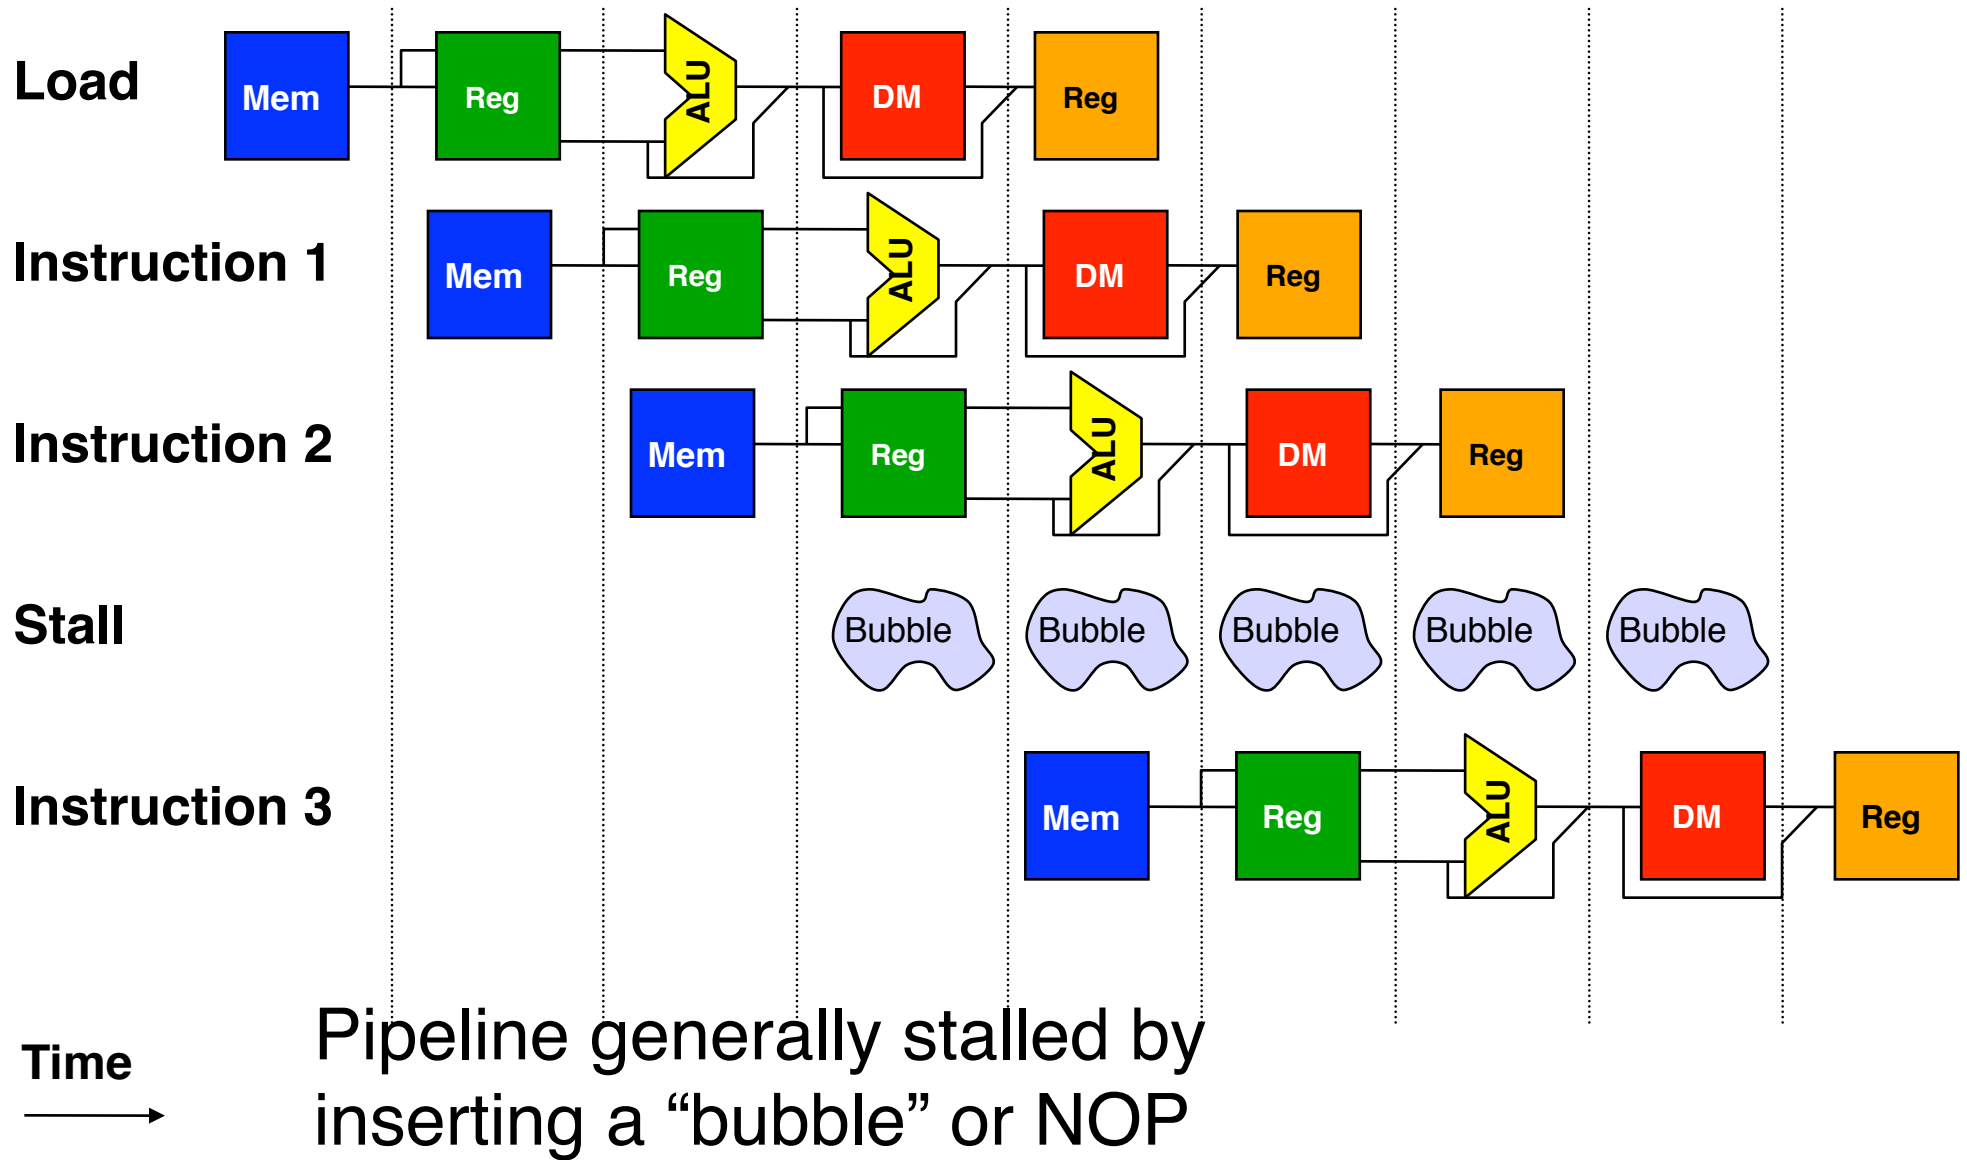 Load Mem Reg ALU DM Reg
Instruction 1 Mem Reg ALU DM Reg
Instruction 2 Mem Reg ALU DM Reg
Stall Bubble Bubble Bubble Bubble Bubble
Instruction 3 Mem Reg ALU DM Reg
Time
Pipeline generally stalled by
inserting a “bubble” or NOP